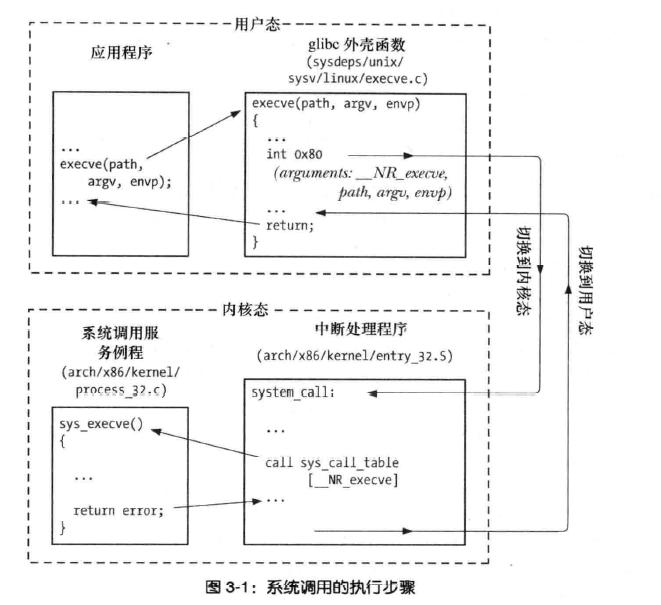 用户态
应用程序
glibc 外壳函数
(sysdeps/unix/
sysv/linux/execve.c)
...
execve(path,
argv, envp);
...
execve(path, argv, envp)
{
...
int 0x80
(arguments: __NR_execve,
path, argv, envp)
...
return;
}
切换到内核态
切换到用户态
内核态
系统调用服
务例程
(arch/x86/kernel/
process_32.c)
中断处理程序
(arch/x86/kernel/entry_32.S)
sys_execve()
{
...
return error;
}
system_call:
...
call sys_call_table
[__NR_execve]
...
图 3-1：系统调用的执行步骤